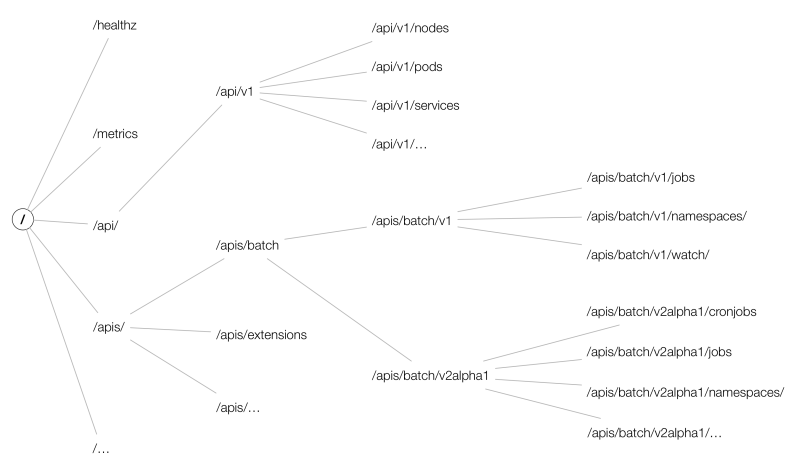 /
/healthz
/metrics
/api/
/apis/
/…
/api/v1
/apis/batch
/apis/extensions
/apis/…
/api/v1/nodes
/api/v1/pods
/api/v1/services
/api/v1/…
/apis/batch/v1
/apis/batch/v2alpha1
/apis/batch/v1/jobs
/apis/batch/v1/namespaces/
/apis/batch/v1/watch/
/apis/batch/v2alpha1/cronjobs
/apis/batch/v2alpha1/jobs
/apis/batch/v2alpha1/namespaces/
/apis/batch/v2alpha1/…